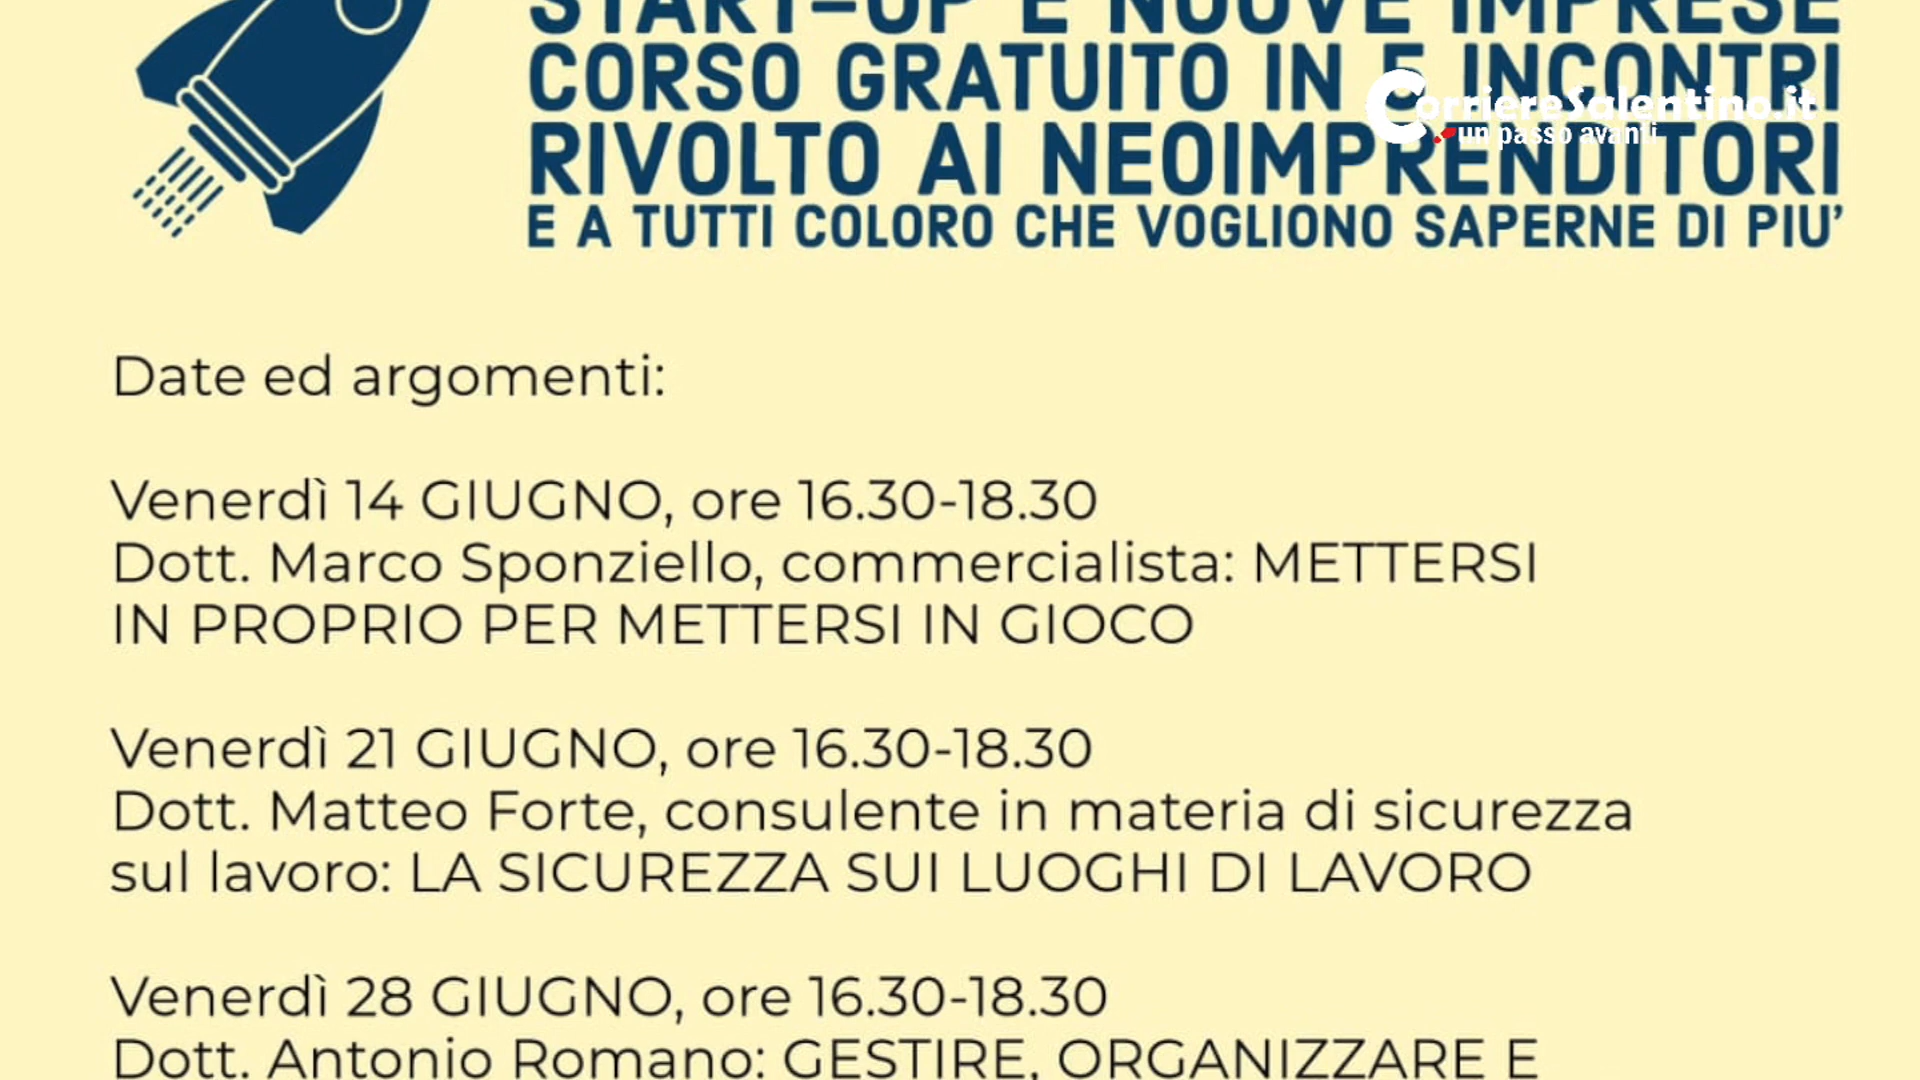 START-UP E NUOVE IMPRESE
CORSO GRATUITO IN 5 INCONTRI
CorriereSalentino.it
un passo avanti
RIVOLTO AI NEOIMPRENDITORI
E A TUTTI COLORO CHE VOGLIONO SAPERNE DI PIU'
Date ed argomenti:
Venerdì 14 GIUGNO, ore 16.30-18.30
Dott. Marco Sponziello, commercialista: METTERSI
IN PROPRIO PER METTERSI IN GIOCO
Venerdì 21 GIUGNO, ore 16.30-18.30
Dott. Matteo Forte, consulente in materia di sicurezza
sul lavoro: LA SICUREZZA SUI LUOGHI DI LAVORO
Venerdì 28 GIUGNO, ore 16.30-18.30
Dott. Antonio Romano: GESTIRE, ORGANIZZARE E